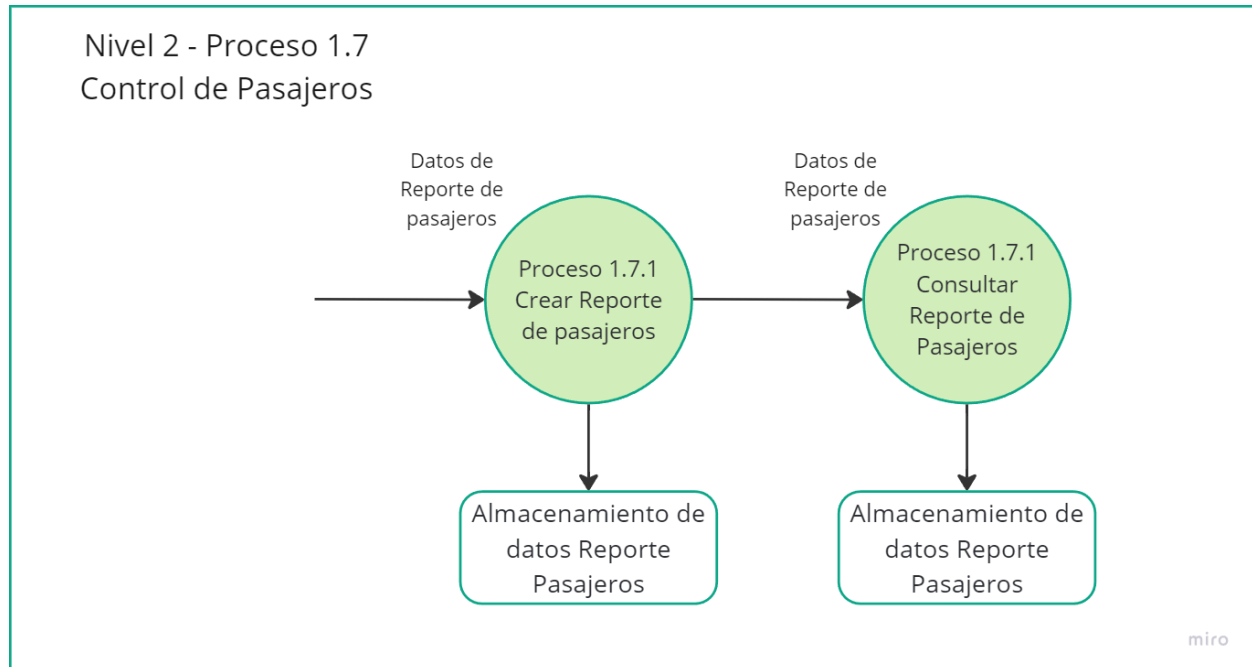 Nivel 2 - Proceso 1.7
Control de Pasajeros
Datos de
Reporte de
pasajeros
Datos de
Reporte de
pasajeros
Proceso 1.7.1
Crear Reporte
de pasajeros
Proceso 1.7.1
Consultar
Reporte de
Pasajeros
Almacenamiento de
datos Reporte
Pasajeros
Almacenamiento de
datos Reporte
Pasajeros
miro